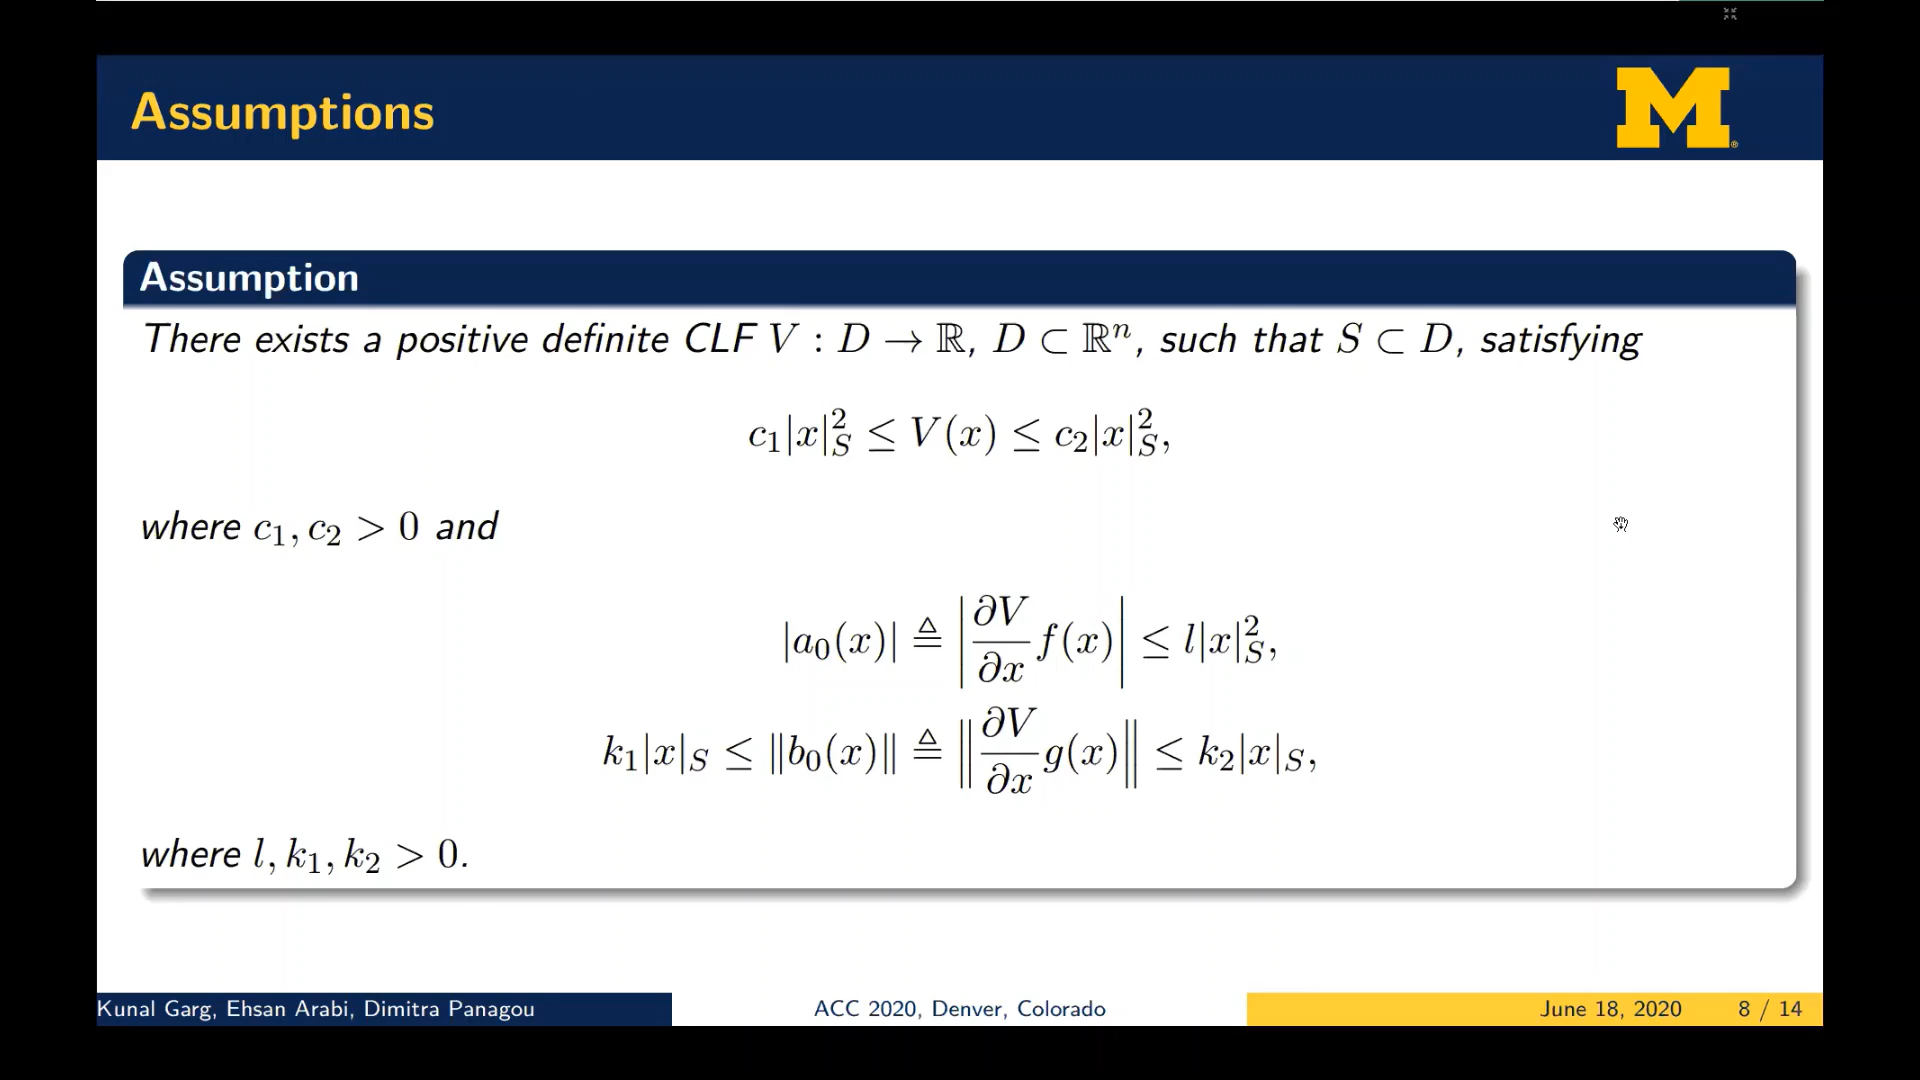 Assumptions
M
Assumption
There exists a positive definite CLF V : D → ℝ, D ⊂ ℝⁿ, such that S ⊂ D, satisfying
c₁|x|²_S ≤ V(x) ≤ c₂|x|²_S,
where c₁, c₂ > 0 and
|a₀(x)| ≜ |∂V/∂x f(x)| ≤ l|x|²_S,
k₁|x|_S ≤ ‖b₀(x)‖ ≜ ‖∂V/∂x g(x)‖ ≤ k₂|x|_S,
where l, k₁, k₂ > 0.
Kunal Garg, Ehsan Arabi, Dimitra Panagou
ACC 2020, Denver, Colorado
June 18, 2020
8 / 14